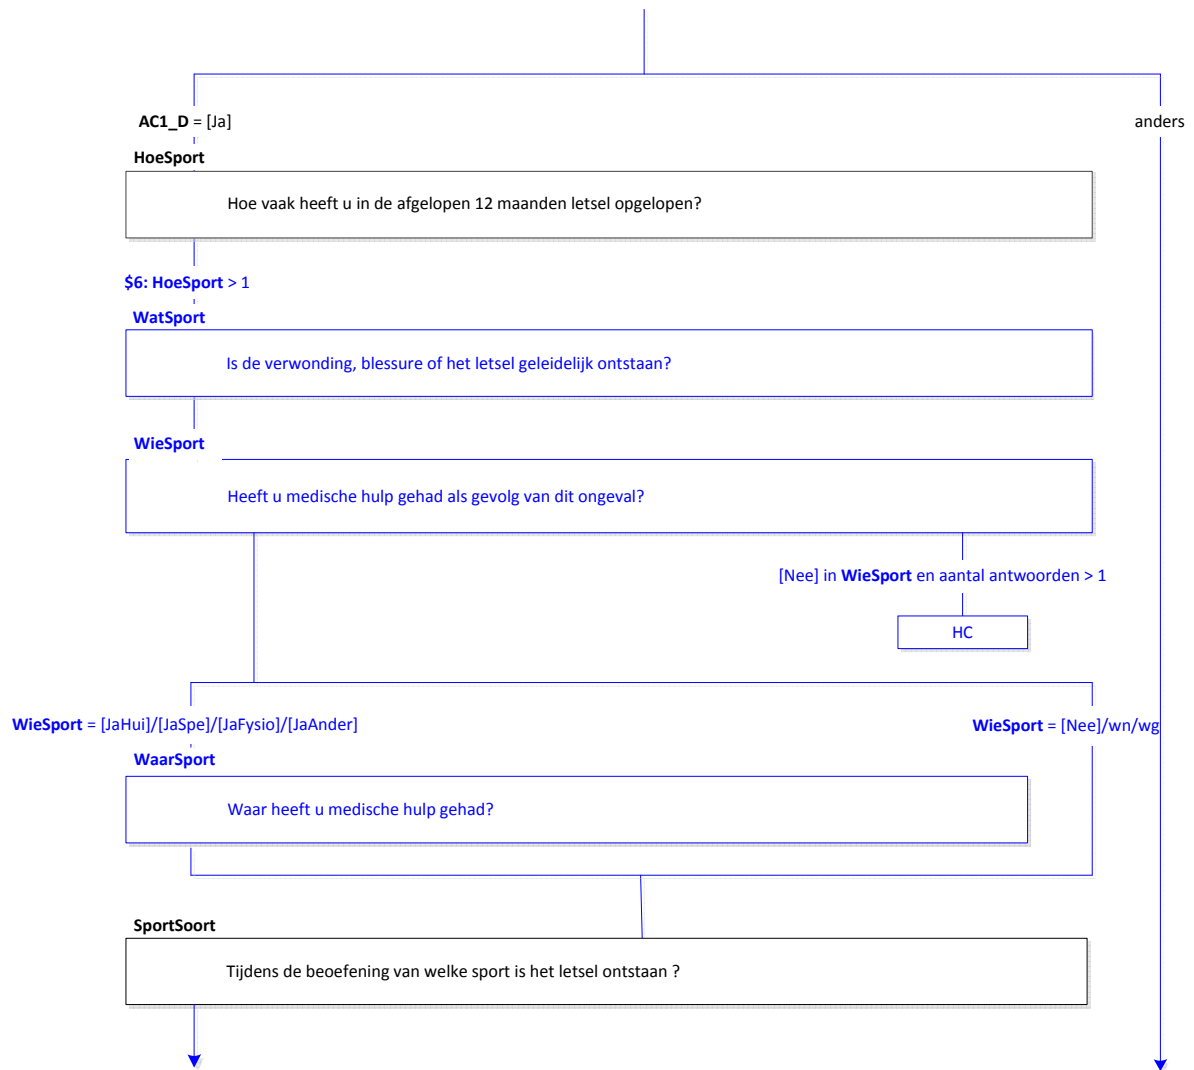 AC1_D = [Ja]
anders
HoeSport
Hoe vaak heeft u in de afgelopen 12 maanden letsel opgelopen?
$6: HoeSport > 1
WatSport
Is de verwonding, blessure of het letsel geleidelijk ontstaan?
WieSport
Heeft u medische hulp gehad als gevolg van dit ongeval?
[Nee] in WieSport en aantal antwoorden > 1
HC
WieSport = [JaHui]/[JaSpe]/[JaFysio]/[JaAnder]
WieSport = [Nee]/wn/wg
WaarSport
Waar heeft u medische hulp gehad?
SportSoort
Tijdens de beoefening van welke sport is het letsel ontstaan ?